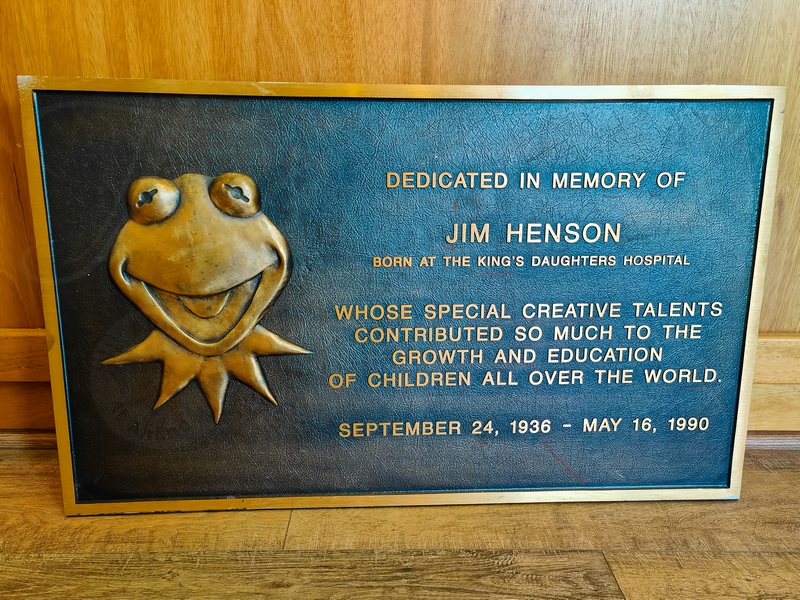 DEDICATED IN MEMORY OF
JIM HENSON
BORN AT THE KING'S DAUGHTERS HOSPITAL
WHOSE SPECIAL CREATIVE TALENTS
CONTRIBUTED SO MUCH TO THE
GROWTH AND EDUCATION
OF CHILDREN ALL OVER THE WORLD.
SEPTEMBER 24, 1936 - MAY 16, 1990